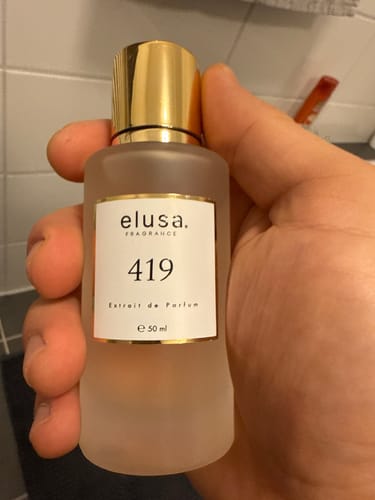 elusa.
FRAGRANCE
419
Extrait de Parfum
℮ 50 ml